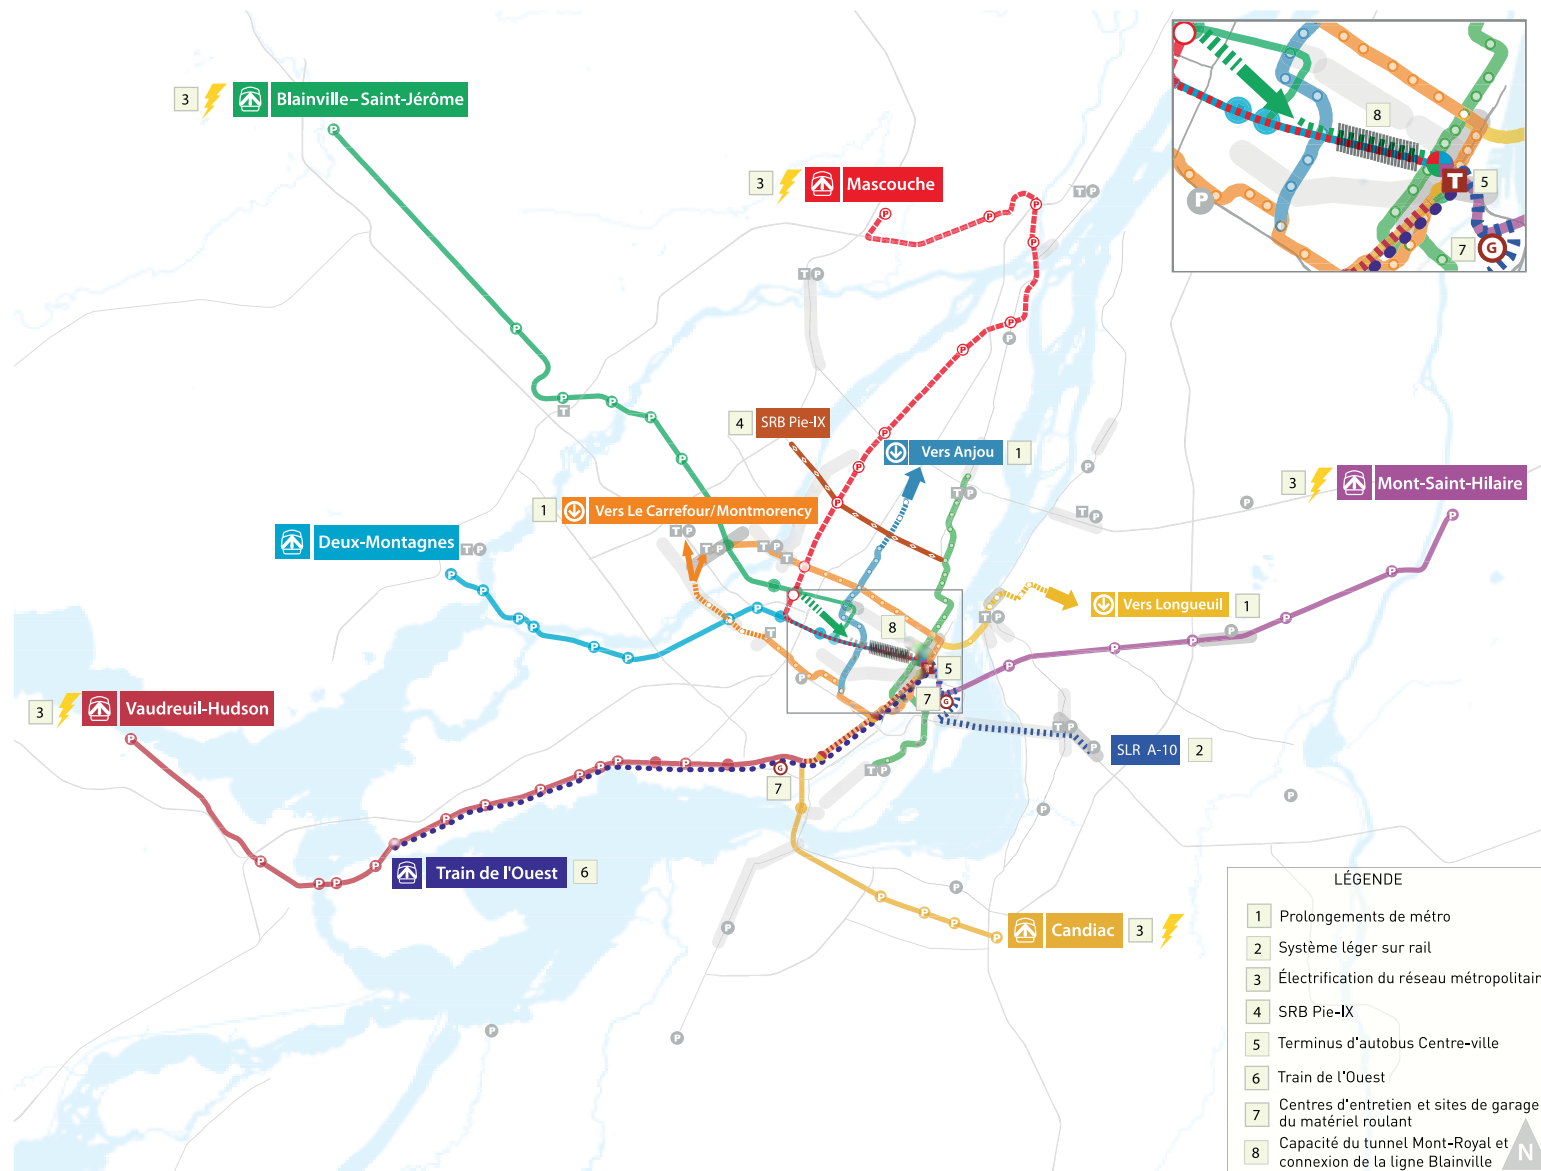 3 Blainville–Saint-Jérôme
3 Mascouche
8
5
7
4 SRB Pie-IX
Vers Anjou 1
3 Mont-Saint-Hilaire
1 Vers Le Carrefour/Montmorency
Deux-Montagnes
Vers Longueuil 1
8
5
7
3 Vaudreuil-Hudson
SLR A-10 2
7
Train de l'Ouest 6
Candiac 3
LÉGENDE
1 Prolongements de métro
2 Système léger sur rail
3 Électrification du réseau métropolitain
4 SRB Pie-IX
5 Terminus d'autobus Centre-ville
6 Train de l'Ouest
7 Centres d'entretien et sites de garage
du matériel roulant
8 Capacité du tunnel Mont-Royal et
connexion de la ligne Blainville
N